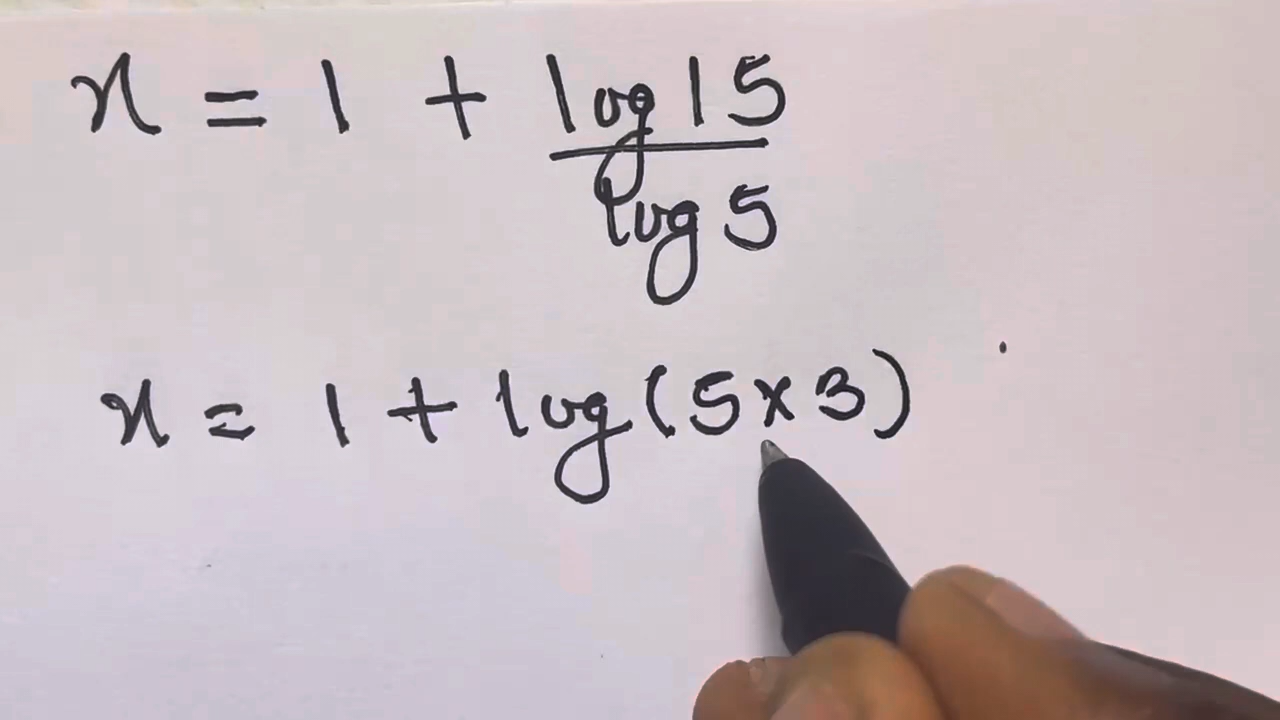 x = 1 + log 15 / log 5
x = 1 + log (5 × 3)